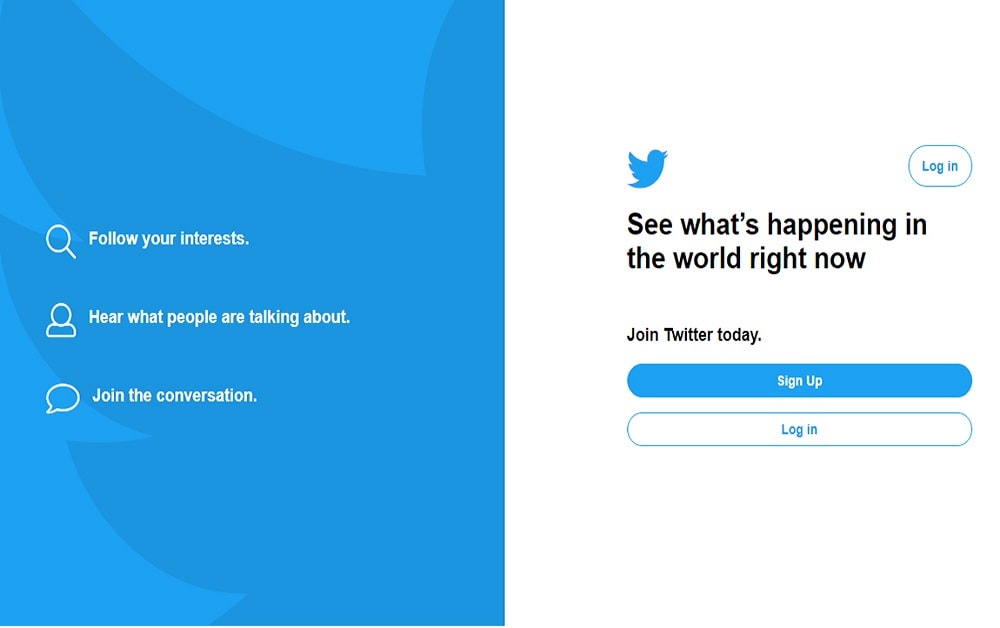 Follow your interests.
Hear what people are talking about.
Join the conversation.
Log in
See what’s happening in
the world right now
Join Twitter today.
Sign Up
Log in